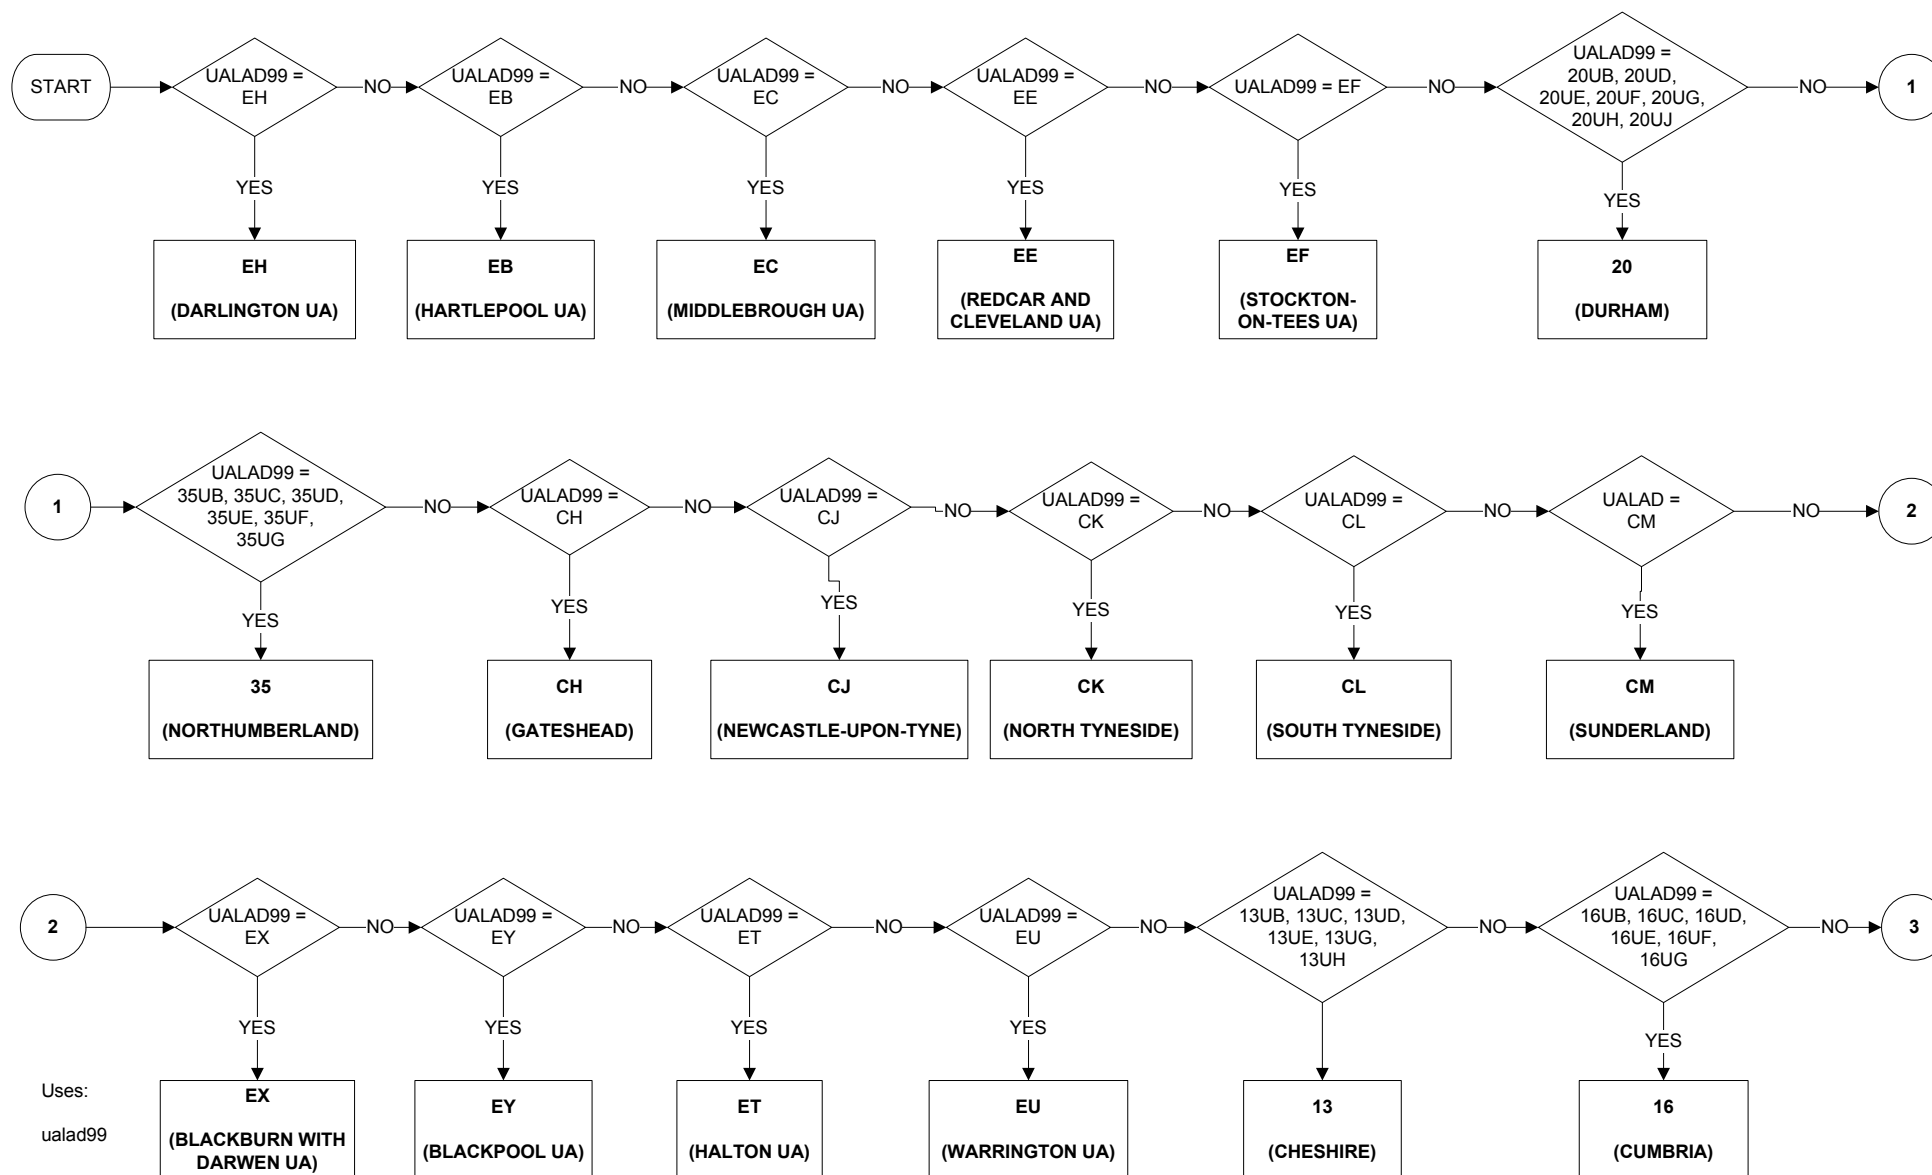 START
UALAD99 =
EH
NO
UALAD99 =
EB
NO
UALAD99 =
EC
NO
UALAD99 =
EE
NO
UALAD99 = EF
NO
UALAD99 =
20UB, 20UD,
20UE, 20UF, 20UG,
20UH, 20UJ
NO
1
YES
YES
YES
YES
YES
YES
EH
(DARLINGTON UA)
EB
(HARTLEPOOL UA)
EC
(MIDDLEBROUGH UA)
EE
(REDCAR AND
CLEVELAND UA)
EF
(STOCKTON-
ON-TEES UA)
20
(DURHAM)
1
UALAD99 =
35UB, 35UC, 35UD,
35UE, 35UF,
35UG
NO
UALAD99 =
CH
NO
UALAD99 =
CJ
NO
UALAD99 =
CK
NO
UALAD99 =
CL
NO
UALAD =
CM
NO
2
YES
YES
YES
YES
YES
YES
35
(NORTHUMBERLAND)
CH
(GATESHEAD)
CJ
(NEWCASTLE-UPON-TYNE)
CK
(NORTH TYNESIDE)
CL
(SOUTH TYNESIDE)
CM
(SUNDERLAND)
2
UALAD99 =
EX
NO
UALAD99 =
EY
NO
UALAD99 =
ET
NO
UALAD99 =
EU
NO
UALAD99 =
13UB, 13UC, 13UD,
13UE, 13UG,
13UH
NO
UALAD99 =
16UB, 16UC, 16UD,
16UE, 16UF,
16UG
NO
3
YES
YES
YES
YES
YES
EX
(BLACKBURN WITH
DARWEN UA)
EY
(BLACKPOOL UA)
ET
(HALTON UA)
EU
(WARRINGTON UA)
13
(CHESHIRE)
16
(CUMBRIA)
Uses:
ualad99